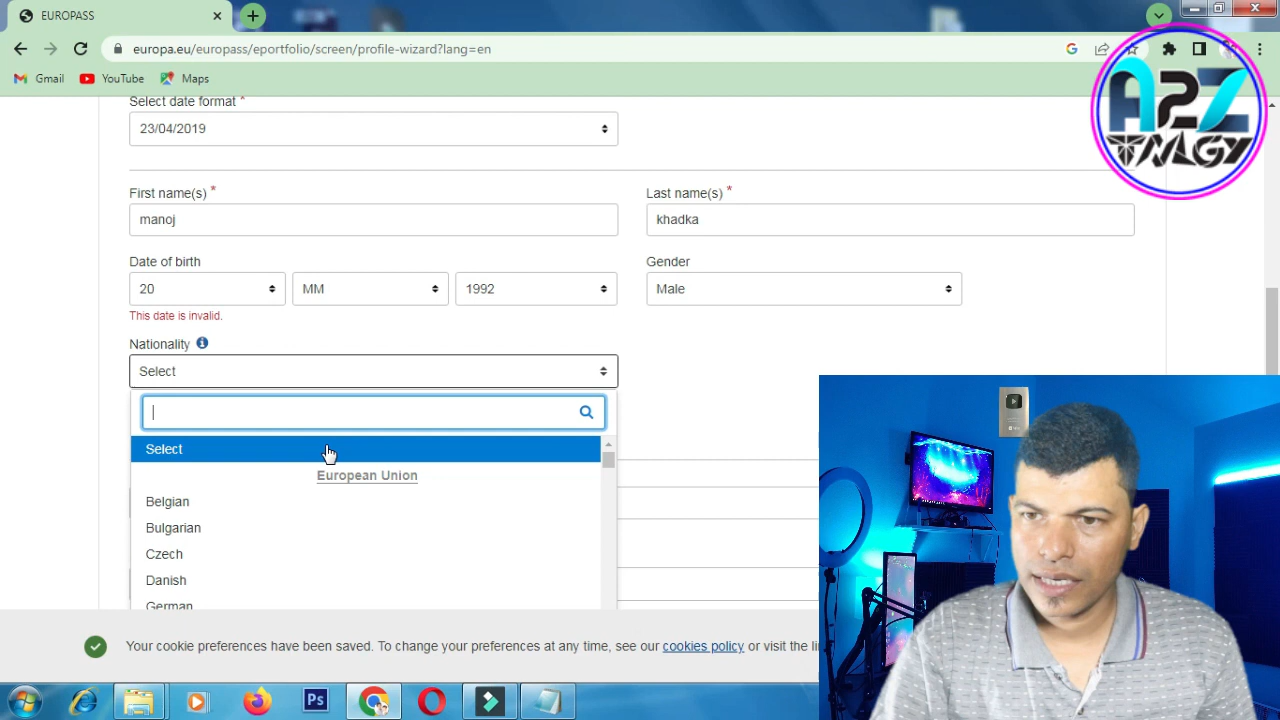 EUROPASS
europa.eu/europass/eportfolio/screen/profile-wizard?lang=en
Gmail YouTube Maps
A2Z
TMGY
Select date format *
23/04/2019
First name(s) * Last name(s) *
manoj khadka
Date of birth Gender
20 MM 1992 Male
This date is invalid.
Nationality
Select
Select
European Union
Belgian
Bulgarian
Czech
Danish
German
Your cookie preferences have been saved. To change your preferences at any time, see our cookies policy or visit the
Ps